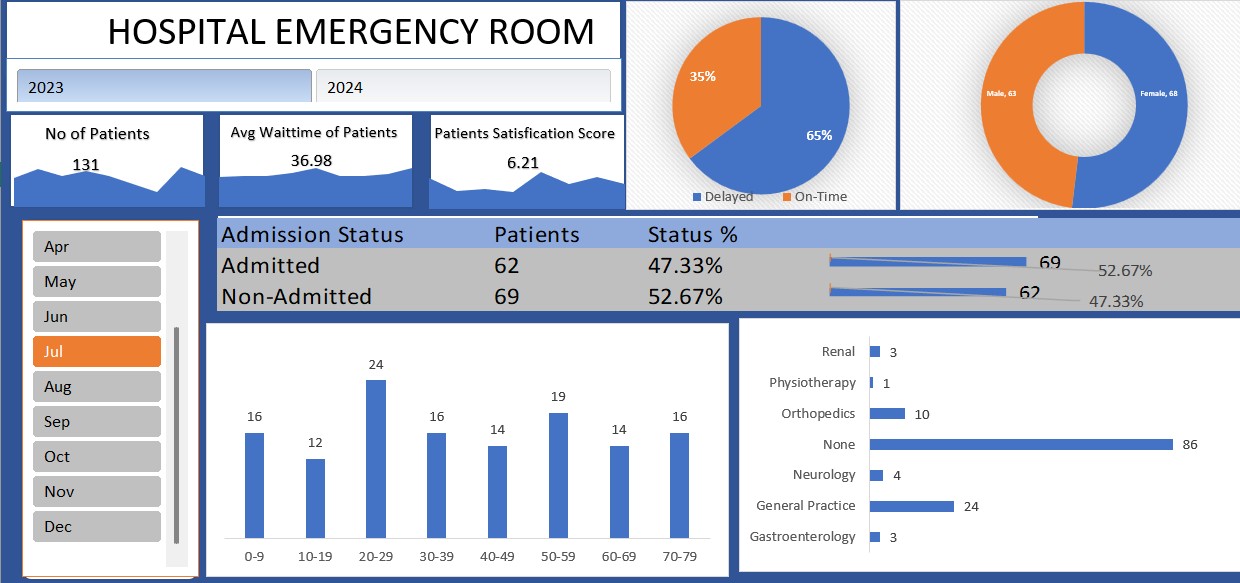 HOSPITAL EMERGENCY ROOM
2023
2024
No of Patients
131
Avg Waittime of Patients
36.98
Patients Satisfication Score
6.21
35%
65%
Delayed
On-Time
Male, 63
Female, 68
Apr
May
Jun
Jul
Aug
Sep
Oct
Nov
Dec
Admission Status Patients Status %
Admitted 62 47.33%
Non-Admitted 69 52.67%
69
52.67%
62
47.33%
16
12
24
16
14
19
14
16
0-9
10-19
20-29
30-39
40-49
50-59
60-69
70-79
Renal 3
Physiotherapy 1
Orthopedics 10
None 86
Neurology 4
General Practice 24
Gastroenterology 3